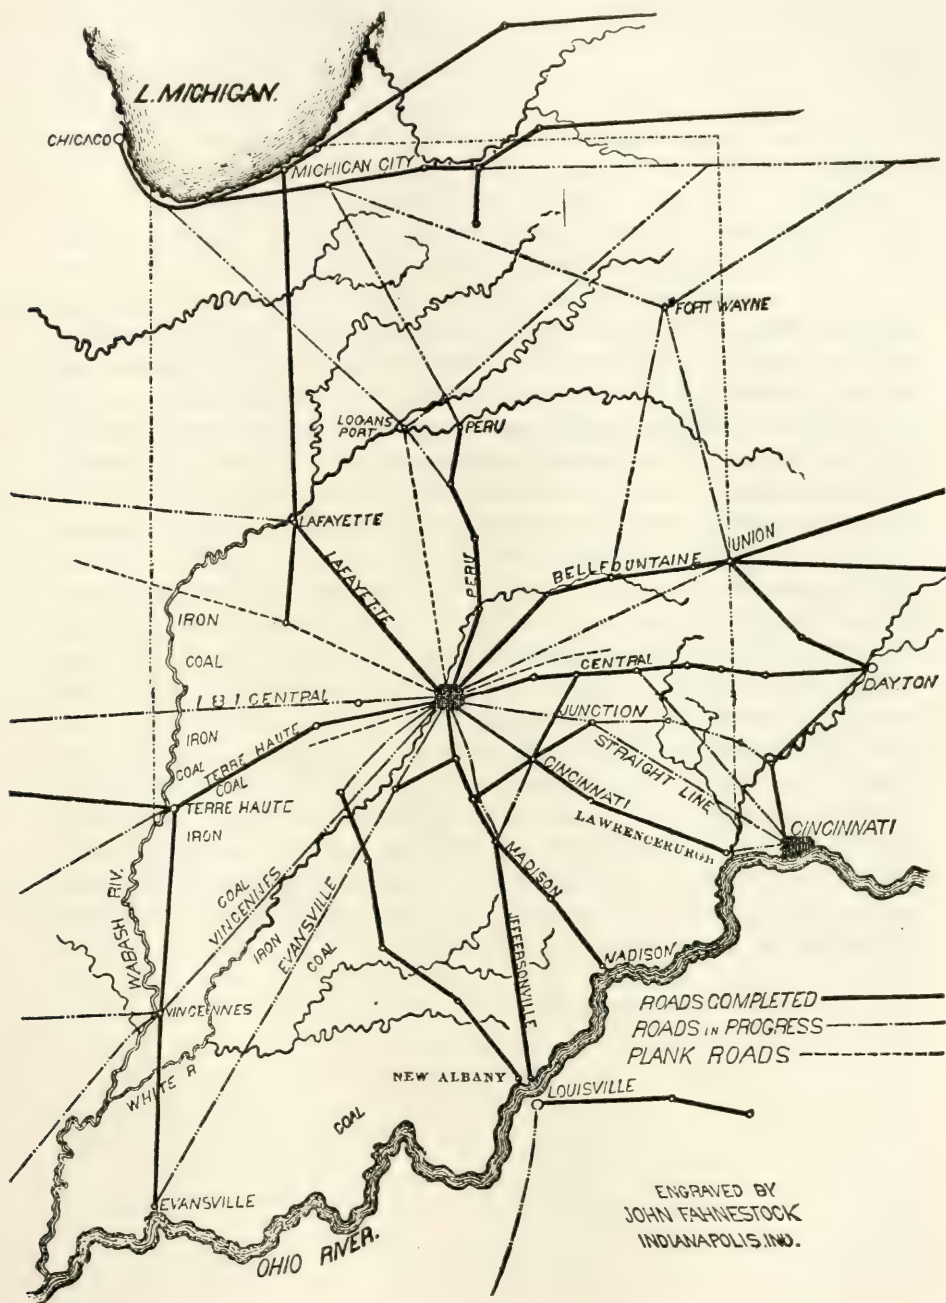 L. MICHIGAN.
CHICAGO
MICHIGAN CITY
FORT WAYNE
LOGANS
PORT
PERU
LAFAYETTE
UNION
LAFAYETTE
PERU
BELLFOUNTAINE
IRON
COAL
CENTRAL
DAYTON
I & I CENTRAL
JUNCTION
IRON
COAL
TERRE HAUTE
COAL
STRAIGHT LINE
CINCINNATI
TERRE HAUTE
IRON
LAWRENCEBURGH
CINCINNATI
MADISON
WABASH RIV.
COAL
VINCENNES
IRON
EVANSVILLE
COAL
JEFFERSONVILLE
MADISON
ROADS COMPLETED
VINCENNES
ROADS IN PROGRESS
PLANK ROADS
WHITE R
NEW ALBANY
LOUISVILLE
COAL
EVANSVILLE
OHIO RIVER.
ENGRAVED BY
JOHN FAHNESTOCK
INDIANAPOLIS.IND.